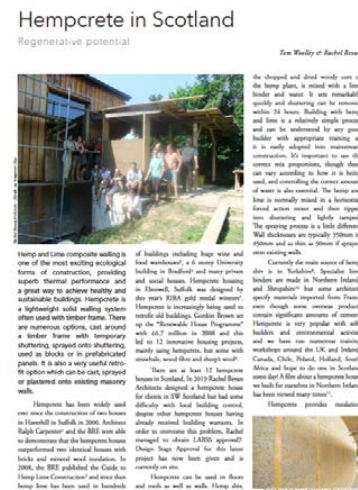 Hempcrete in Scotland
Regenerative potential
Tom Woolley & Rachel Bevan
Hemp and Lime composite walling is
one of the most exciting ecological
forms of construction, providing
superb thermal performance and
a great way to achieve healthy and
sustainable buildings. Hempcrete is
a lightweight solid walling system
often used with timber frame. There
are numerous options, cast around
a timber frame with temporary
shuttering, sprayed onto shuttering,
used as blocks or in prefabricated
panels. It is also a very useful retro-
fit option which can be cast, sprayed
or plastered onto existing masonry
walls.
Hempcrete has been widely used
ever since the construction of two houses
in Haverhill in Suffolk in 2000. Architect
Ralph Carpenter and the BRE were able
to demonstrate that the hempcrete houses
outperformed two identical houses with
bricks and mineral wool insulation. In
2008, the BRE published the Guide to
Hemp Lime Construction and since then
hemp lime has been used in hundreds
of buildings including huge wine and
food warehouses, a 6 storey University
building in Bradford and many private
and social houses. Hempcrete housing
in Elmswell, Suffolk was designed by
this year's RIBA gold medal winners.
Hempcrete is increasingly being used to
retrofit old buildings. Gordon Brown set
up the "Renewable House Programme"
with £6.7 million in 2008 and this
led to 12 innovative housing projects,
mainly using hempcrete, but some with
strawbale, wood fibre and sheep's wool.
There are at least 12 hempcrete
houses in Scotland. In 2019 Rachel Bevan
Architects designed a hempcrete house
for clients in SW Scotland but had some
difficulty with local building control,
despite other hempcrete houses having
already received building warrants. In
order to overcome this problem, Rachel
managed to obtain LABSS approval.
Design Stage Approval for this latest
project has now been given and is
currently on site.
Hempcrete can be used in floors
and roofs as well as walls. Hemp shiv,
the chopped and dried woody core
the hemp plant, is mixed with a lime
binder and water. It sets remarkably
quickly and shuttering can be removed
within 24 hours. Building with hemp
and lime is a relatively simple process
and can be understood by any good
builder with appropriate training
it is easily adopted into mainstream
construction. It's important to use the
correct mix proportions, though these
can vary according to how it is being
used, and controlling the correct amount
of water is also essential. The hemp and
lime is normally mixed in a horizontal
forced action mixer and then tipped
into shuttering and lightly tamped.
The spraying process is a little different.
Wall thicknesses are typically 350mm
450mm and as thin as 50mm if sprayed
onto existing walls.
Currently the main source of hemp
shiv is in Yorkshire. Specialist lime
binders are made in Northern Ireland
and Shropshire but some architects
specify materials imported from France
even though some overseas products
contain significant amounts of cement.
Hempcrete is very popular with self
builders and environmental activists
and we have run numerous training
workshops around the UK and Ireland,
Canada, Chile, Poland, Holland, South
Africa and hope to do one in Scotland
some day! A film about a hempcrete house
we built for ourselves in Northern Ireland
has been viewed many times
Hempcrete provides insulation